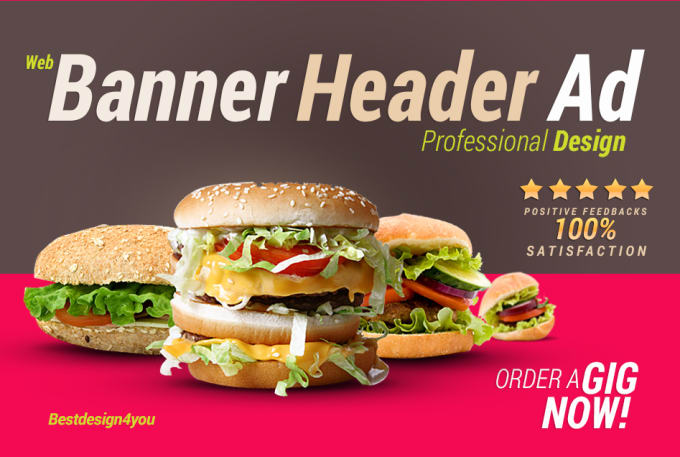 Web
Banner Header Ad
Professional Design
POSITIVE FEEDBACKS
100%
SATISFACTION
ORDER A GIG
NOW!
Bestdesign4you